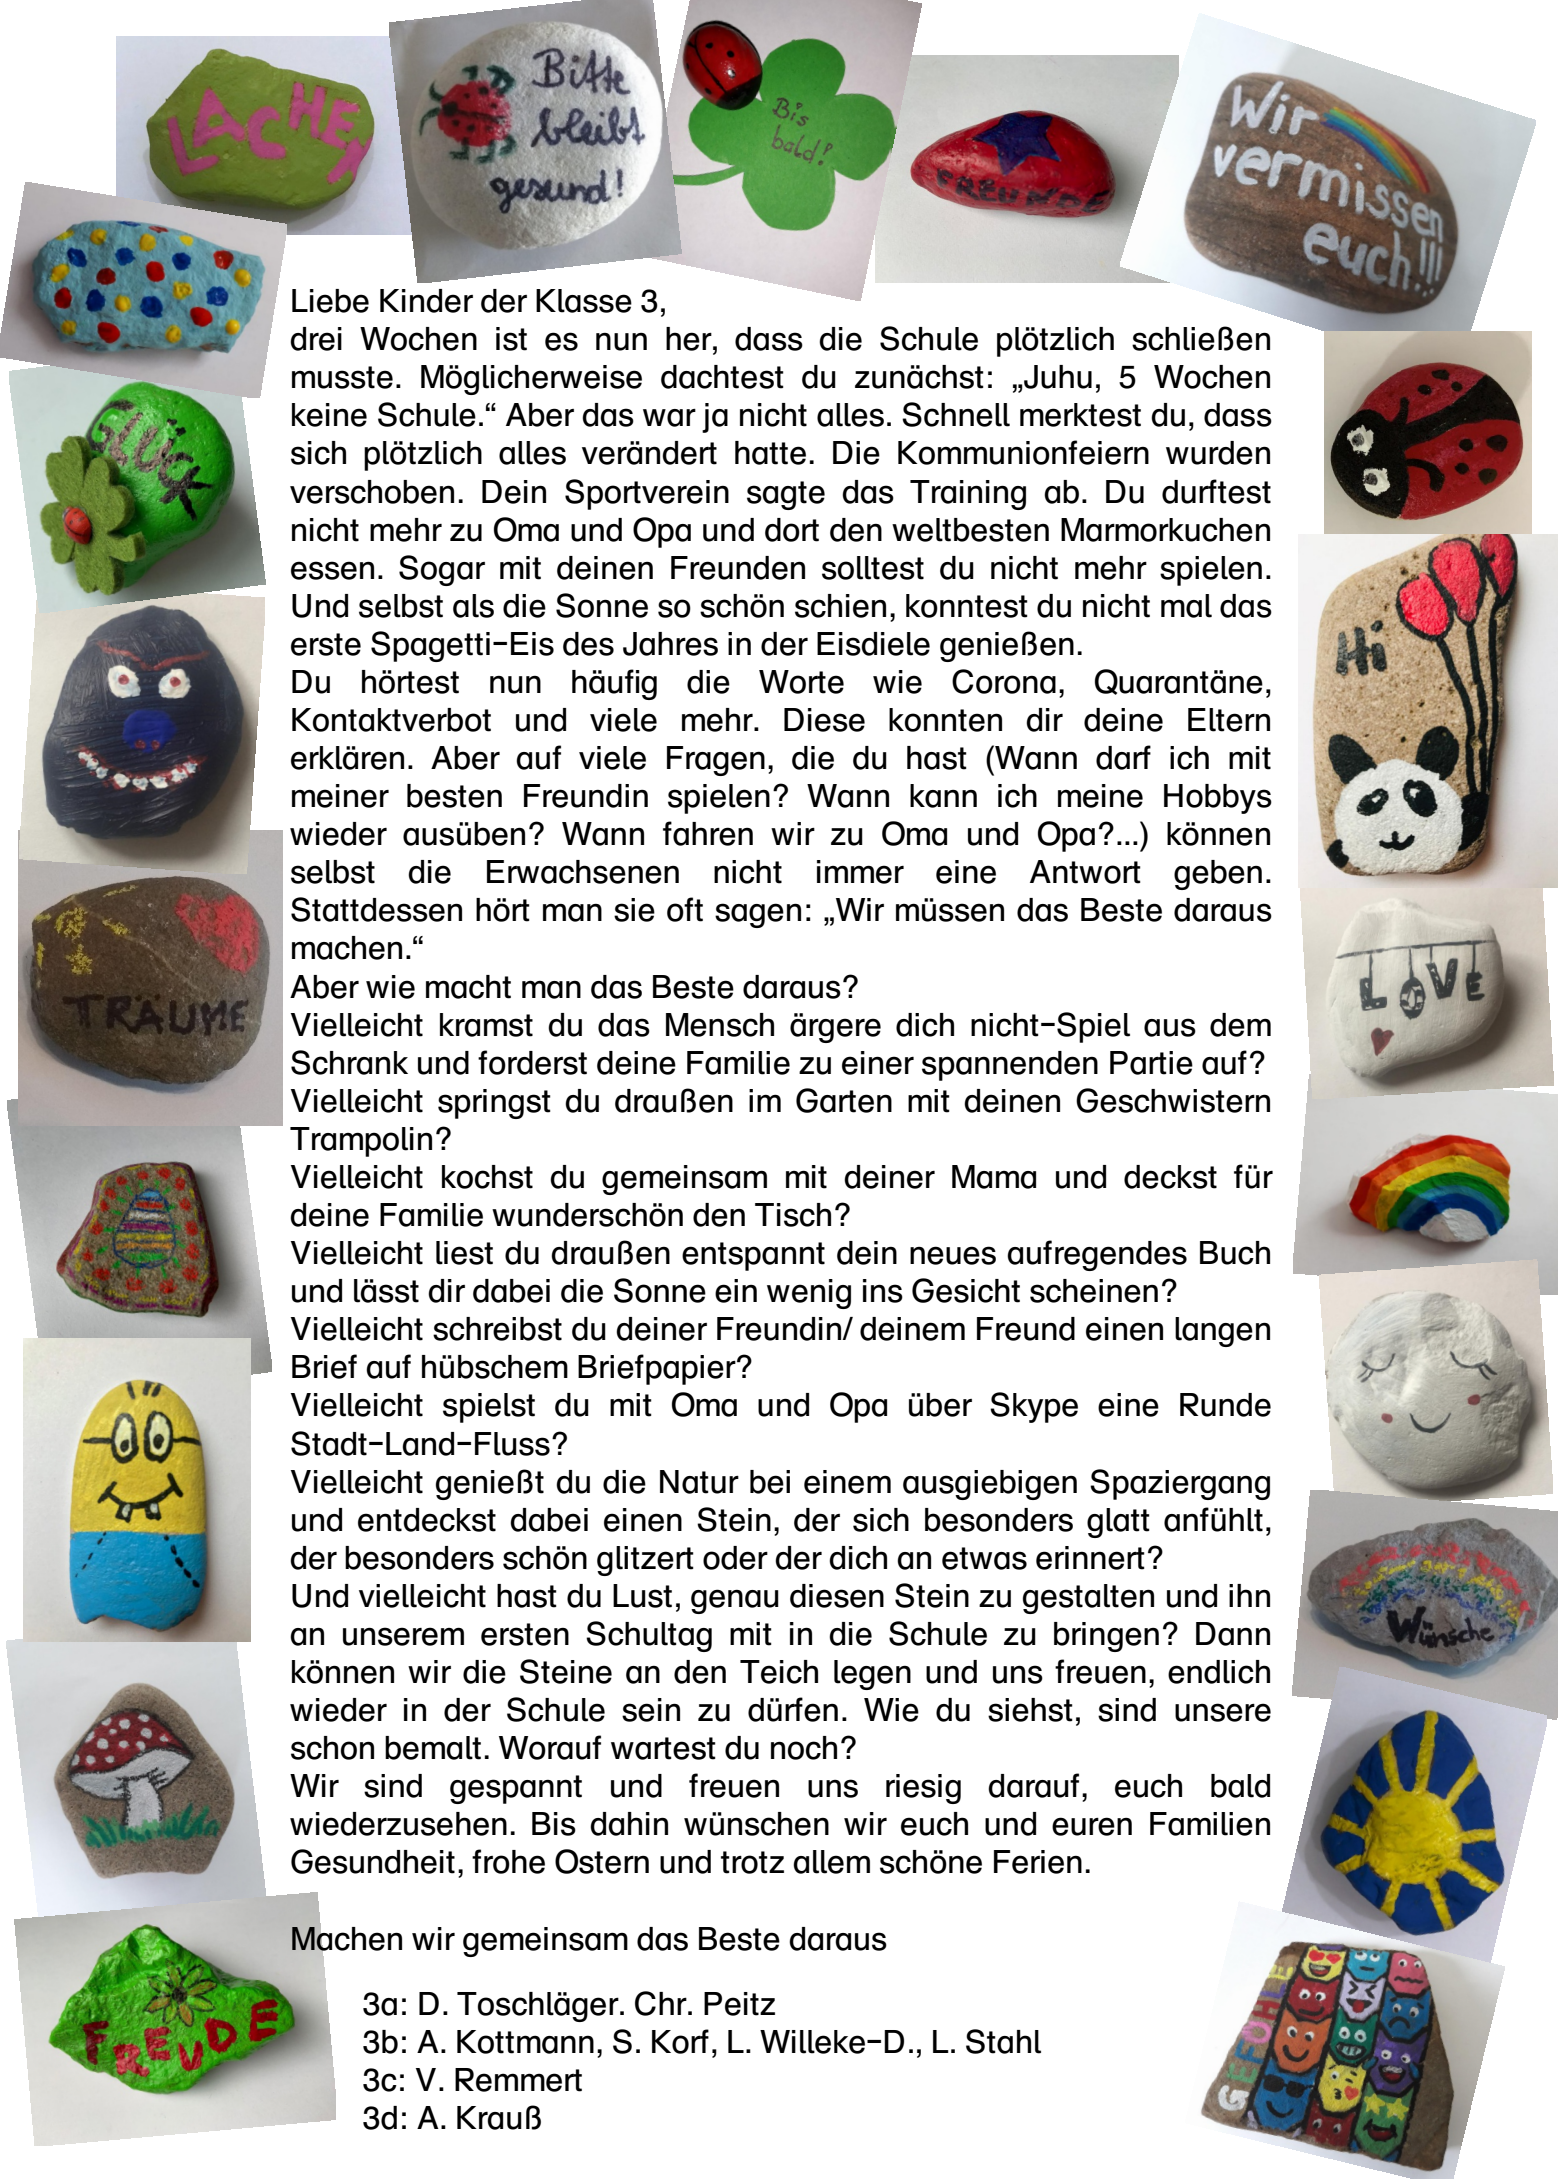 LACHEN
Bitte
bleibt
gesund!
Bis
bald!
FREUNDE
Wir
vermissen
euch!!!
Liebe Kinder der Klasse 3,
drei Wochen ist es nun her, dass die Schule plötzlich schließen
musste. Möglicherweise dachtest du zunächst: „Juhu, 5 Wochen
keine Schule.“ Aber das war ja nicht alles. Schnell merktest du, dass
sich plötzlich alles verändert hatte. Die Kommunionfeiern wurden
verschoben. Dein Sportverein sagte das Training ab. Du durftest
nicht mehr zu Oma und Opa und dort den weltbesten Marmorkuchen
essen. Sogar mit deinen Freunden solltest du nicht mehr spielen.
Und selbst als die Sonne so schön schien, konntest du nicht mal das
erste Spagetti-Eis des Jahres in der Eisdiele genießen.
Du hörtest nun häufig die Worte wie Corona, Quarantäne,
Kontaktverbot und viele mehr. Diese konnten dir deine Eltern
erklären. Aber auf viele Fragen, die du hast (Wann darf ich mit
meiner besten Freundin spielen? Wann kann ich meine Hobbys
wieder ausüben? Wann fahren wir zu Oma und Opa?...) können
selbst die Erwachsenen nicht immer eine Antwort geben.
Stattdessen hört man sie oft sagen: „Wir müssen das Beste daraus
machen.“
Aber wie macht man das Beste daraus?
Vielleicht kramst du das Mensch ärgere dich nicht-Spiel aus dem
Schrank und forderst deine Familie zu einer spannenden Partie auf?
Vielleicht springst du draußen im Garten mit deinen Geschwistern
Trampolin?
Vielleicht kochst du gemeinsam mit deiner Mama und deckst für
deine Familie wunderschön den Tisch?
Vielleicht liest du draußen entspannt dein neues aufregendes Buch
und lässt dir dabei die Sonne ein wenig ins Gesicht scheinen?
Vielleicht schreibst du deiner Freundin/ deinem Freund einen langen
Brief auf hübschem Briefpapier?
Vielleicht spielst du mit Oma und Opa über Skype eine Runde
Stadt-Land-Fluss?
Vielleicht genießt du die Natur bei einem ausgiebigen Spaziergang
und entdeckst dabei einen Stein, der sich besonders glatt anfühlt,
der besonders schön glitzert oder der dich an etwas erinnert?
Und vielleicht hast du Lust, genau diesen Stein zu gestalten und ihn
an unserem ersten Schultag mit in die Schule zu bringen? Dann
können wir die Steine an den Teich legen und uns freuen, endlich
wieder in der Schule sein zu dürfen. Wie du siehst, sind unsere
schon bemalt. Worauf wartest du noch?
Wir sind gespannt und freuen uns riesig darauf, euch bald
wiederzusehen. Bis dahin wünschen wir euch und euren Familien
Gesundheit, frohe Ostern und trotz allem schöne Ferien.
Machen wir gemeinsam das Beste daraus
3a: D. Toschläger. Chr. Peitz
3b: A. Kottmann, S. Korf, L. Willeke-D., L. Stahl
3c: V. Remmert
3d: A. Krauß
GLÜCK
TRÄUME
FREUDE
Hi
LOVE
Wünsche
GEFÜHLE